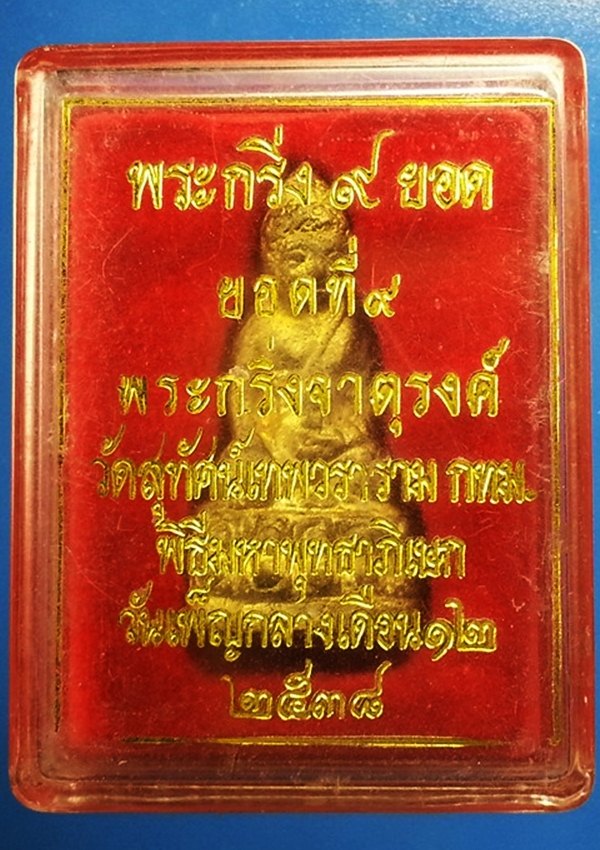 พระกริ่ง ๙ ยอด
ยอดที่ ๙
พระกริ่งจาตุรงค์
วัดสุทัศน์เทพวราราม กทม.
พิธีมหาพุทธาภิเษก
วันเพ็ญกลางเดือน๑๒
๒๕๓๘